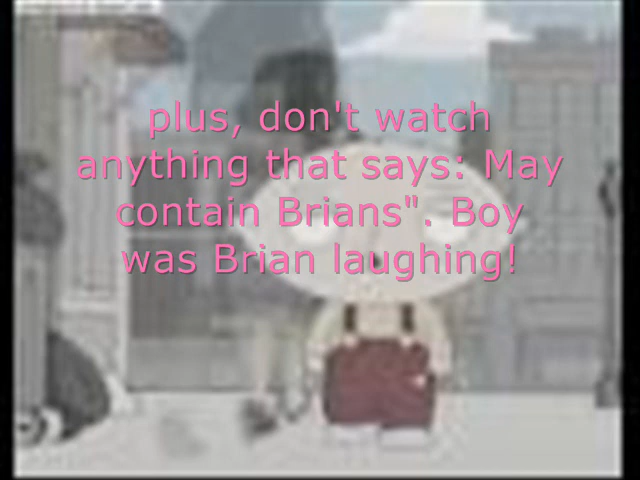 plus, don't watch
anything that says: May
contain Brians". Boy
was Brian laughing!